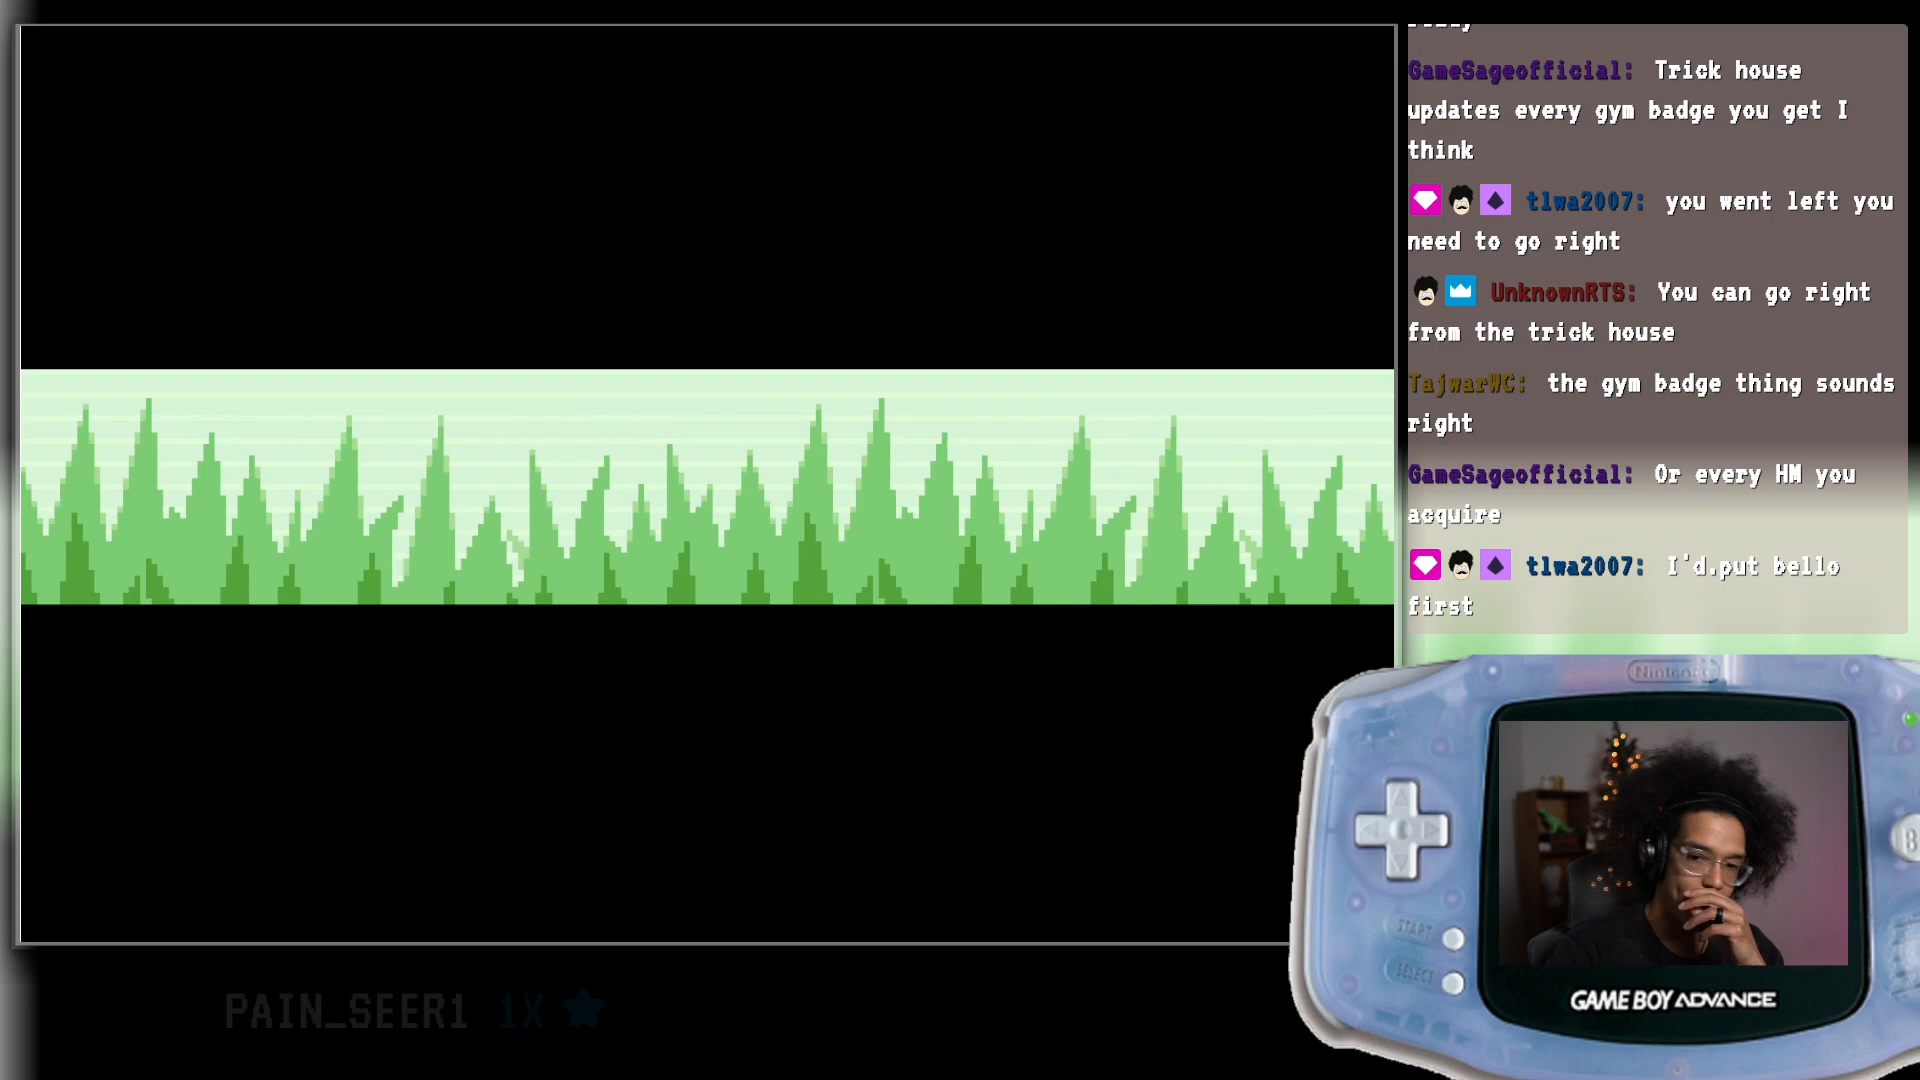 GameSageofficial: Trick house
updates every gym badge you get I
think
tlwa2007: you went left you
need to go right
UnknownRTS: You can go right
from the trick house
TajwarWC: the gym badge thing sounds
right
GameSageofficial: Or every HM you
acquire
tlwa2007: I'd.put bello
first
Nintendo
B
START
SELECT
GAME BOY ADVANCE
PAIN_SEER1 1X